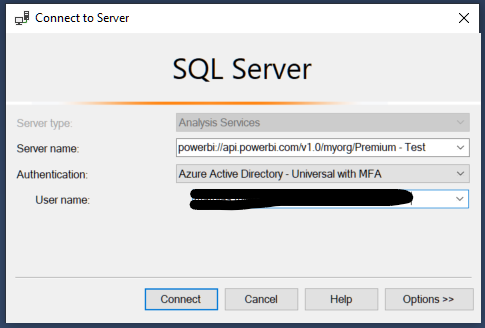 Connect to Server
SQL Server
Server type: Analysis Services
Server name: powerbi://api.powerbi.com/v1.0/myorg/Premium - Test
Authentication: Azure Active Directory - Universal with MFA
User name:
Connect Cancel Help Options >>